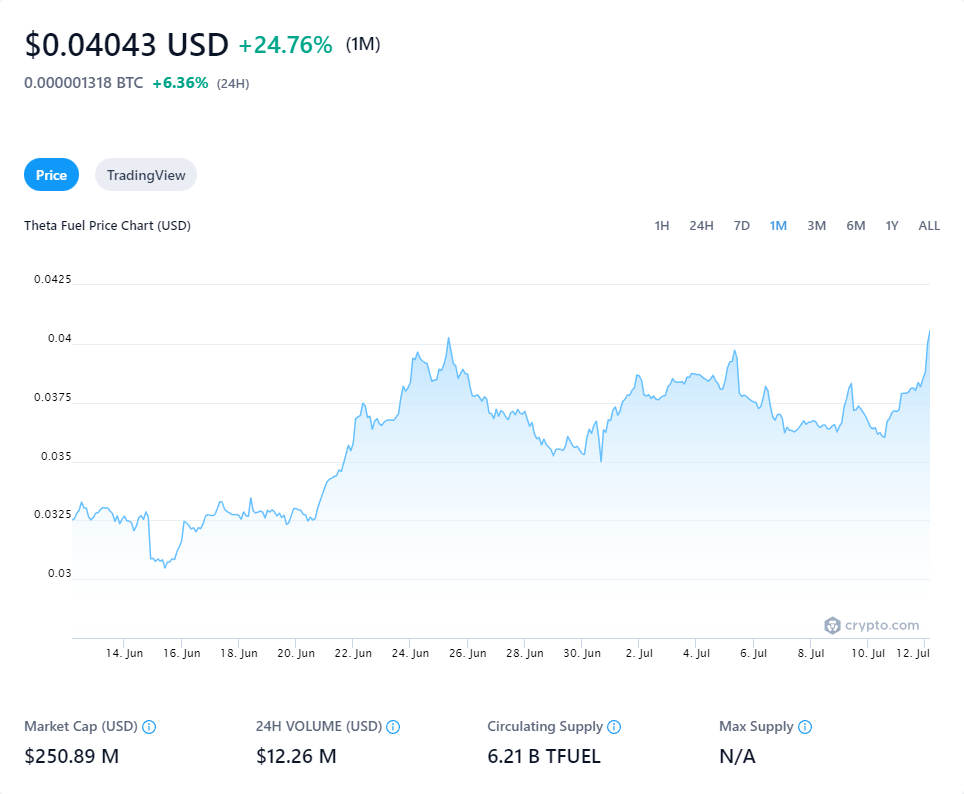 $0.04043 USD +24.76% (1M)
0.000001318 BTC +6.36% (24H)
Price TradingView
Theta Fuel Price Chart (USD) 1H 24H 7D 1M 3M 6M 1Y ALL
0.0425
0.04
0.0375
0.035
0.0325
0.03
crypto.com
14. Jun 16. Jun 18. Jun 20. Jun 22. Jun 24. Jun 26. Jun 28. Jun 30. Jun 2. Jul 4. Jul 6. Jul 8. Jul 10. Jul 12. Jul
Market Cap (USD) 24H VOLUME (USD) Circulating Supply Max Supply
$250.89 M $12.26 M 6.21 B TFUEL N/A